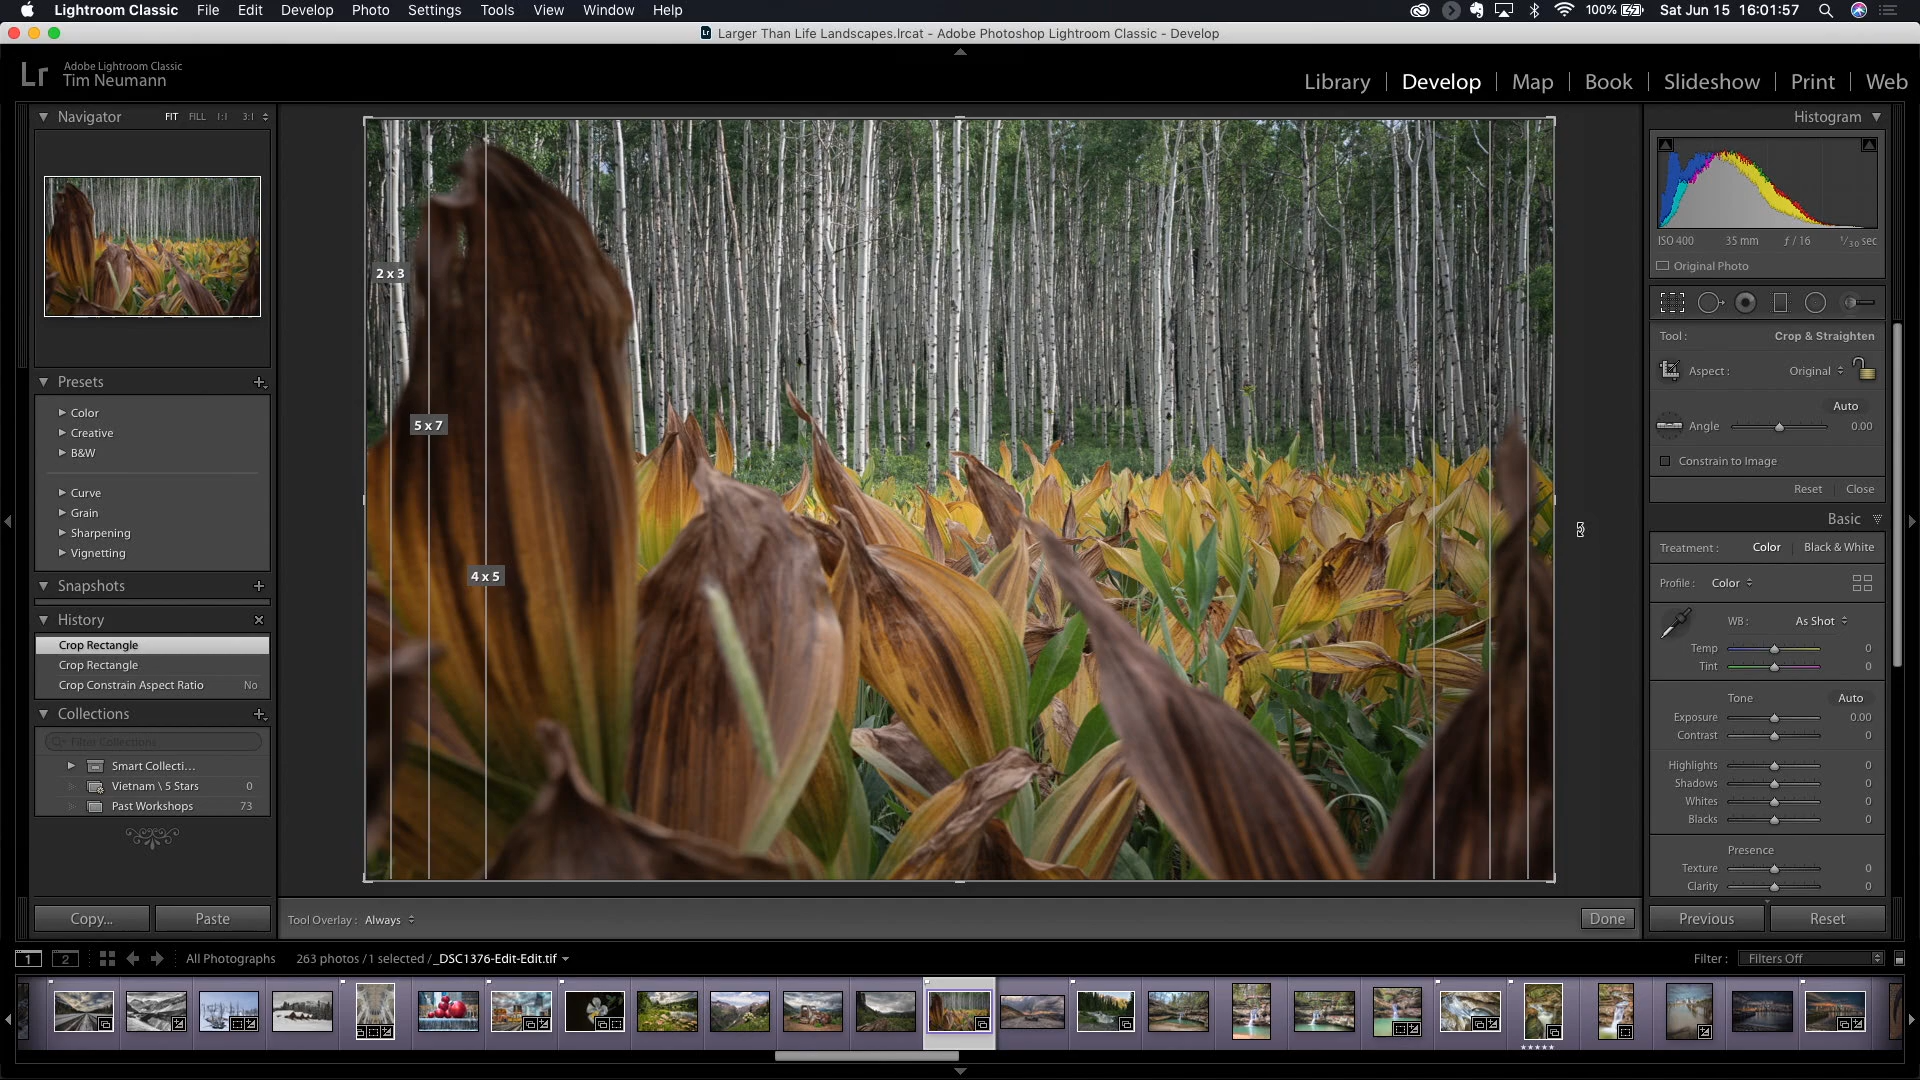 Lightroom Classic File Edit Develop Photo Settings Tools View Window Help 100% Sat Jun 15 16:01:57
Lr Larger Than Life Landscapes.lrcat - Adobe Photoshop Lightroom Classic - Develop
Lr Adobe Lightroom Classic
Tim Neumann
Library | Develop | Map | Book | Slideshow | Print | Web
Navigator FIT FILL 1:1 3:1
Presets
Color
Creative
B&W
Curve
Grain
Sharpening
Vignetting
Snapshots
History
Crop Rectangle
Crop Rectangle
Crop Constrain Aspect Ratio No
Collections
Filter Collections
Smart Collecti...
Vietnam \ 5 Stars 0
Past Workshops 73
Copy... Paste
2 x 3
5 x 7
4 x 5
Tool Overlay : Always
Done
Histogram
ISO 400 35 mm ƒ / 16 1/30 sec
Original Photo
Tool : Crop & Straighten
Aspect : Original
Auto
Angle 0.00
Constrain to Image
Reset Close
Basic
Treatment : Color | Black & White
Profile : Color
WB : As Shot
Temp 0
Tint 0
Tone Auto
Exposure 0.00
Contrast 0
Highlights 0
Shadows 0
Whites 0
Blacks 0
Presence
Texture 0
Clarity 0
Previous Reset
1 2 All Photographs 263 photos / 1 selected / _DSC1376-Edit-Edit.tif
Filter : Filters Off